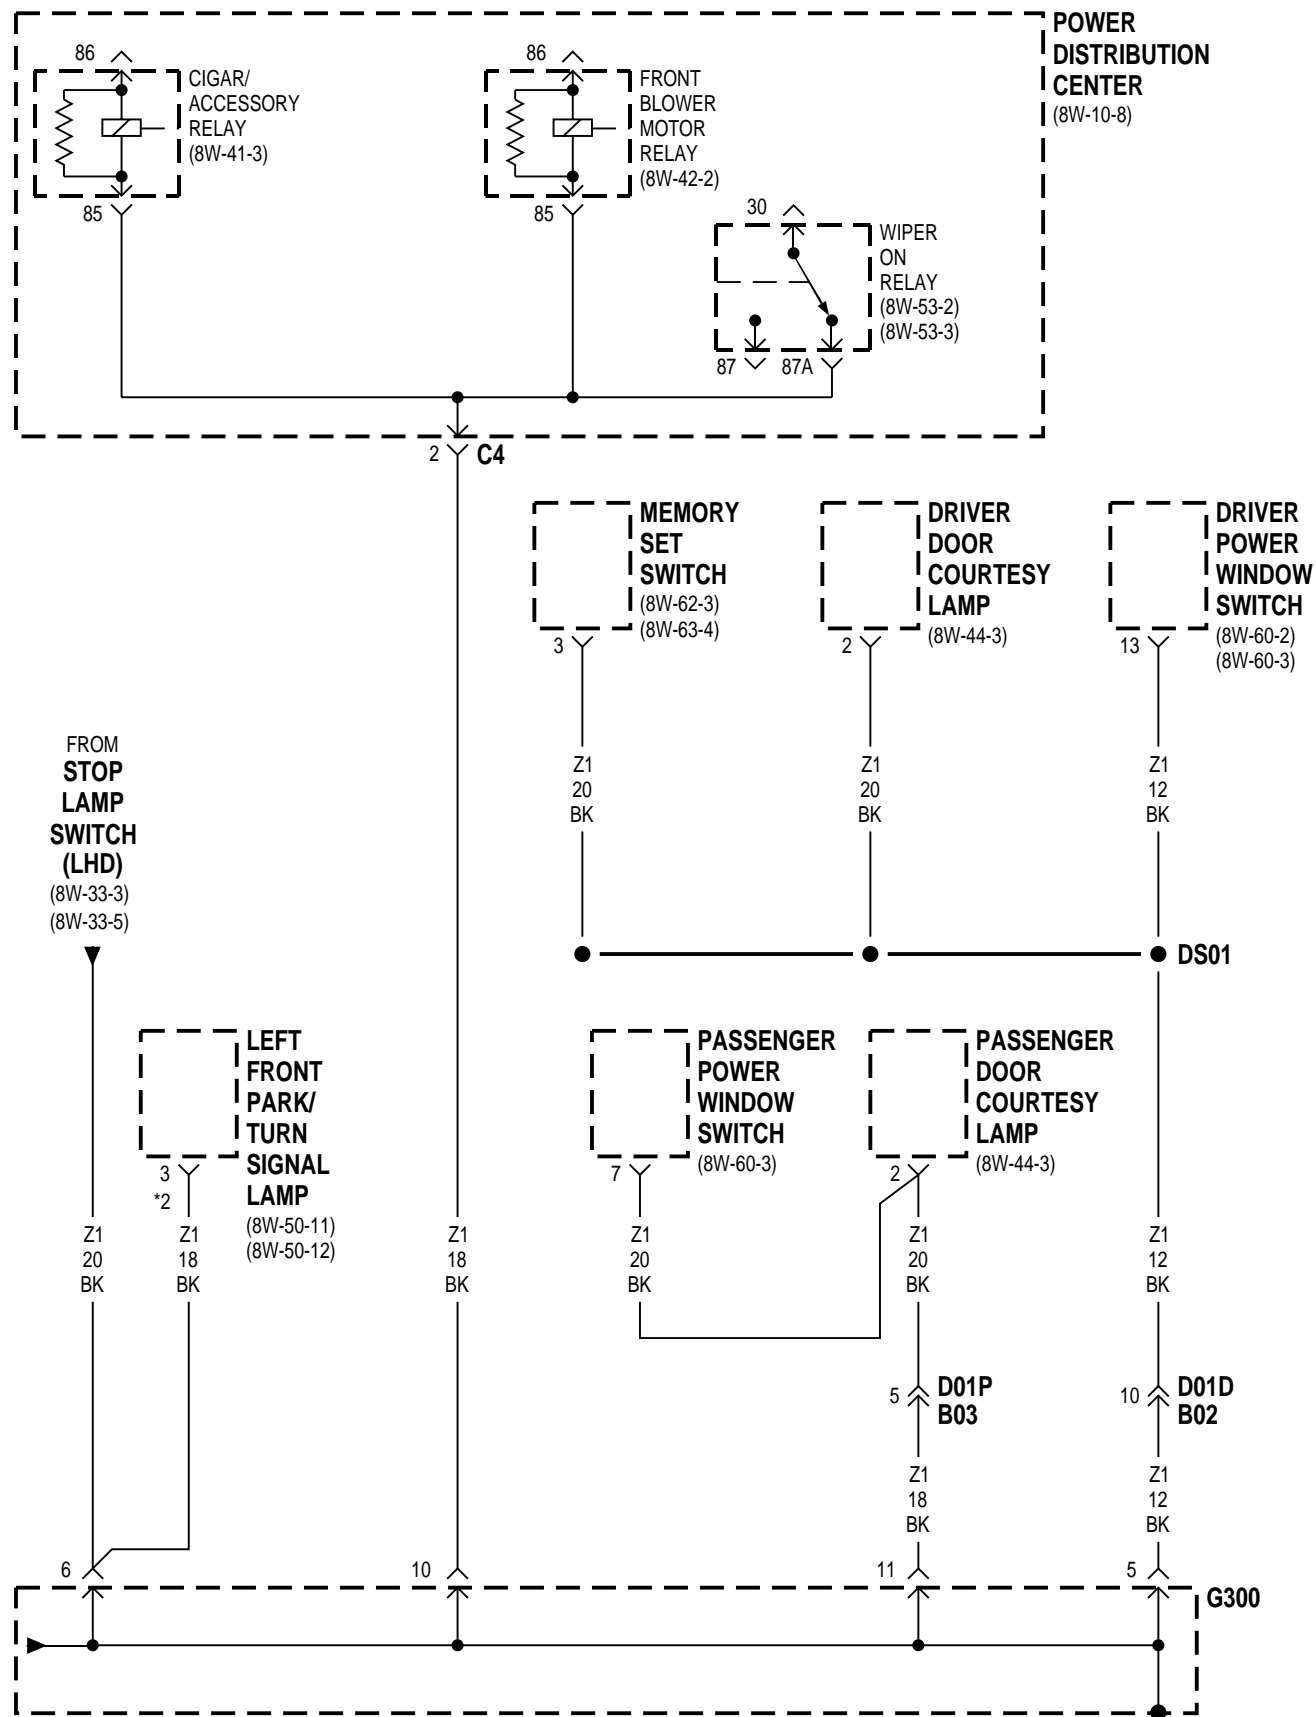 POWER
DISTRIBUTION
CENTER
(8W-10-8)
86
CIGAR/
ACCESSORY
RELAY
(8W-41-3)
85
86
FRONT
BLOWER
MOTOR
RELAY
(8W-42-2)
85
30
WIPER
ON
RELAY
(8W-53-2)
(8W-53-3)
87
87A
2
C4
MEMORY
SET
SWITCH
(8W-62-3)
(8W-63-4)
3
DRIVER
DOOR
COURTESY
LAMP
(8W-44-3)
2
DRIVER
POWER
WINDOW
SWITCH
(8W-60-2)
(8W-60-3)
13
FROM
STOP
LAMP
SWITCH
(LHD)
(8W-33-3)
(8W-33-5)
Z1
20
BK
Z1
20
BK
Z1
12
BK
DS01
LEFT
FRONT
PARK/
TURN
SIGNAL
LAMP
(8W-50-11)
(8W-50-12)
3
*2
PASSENGER
POWER
WINDOW
SWITCH
(8W-60-3)
7
PASSENGER
DOOR
COURTESY
LAMP
(8W-44-3)
2
Z1
20
BK
Z1
18
BK
Z1
18
BK
Z1
20
BK
Z1
20
BK
Z1
12
BK
5
D01P
B03
10
D01D
B02
Z1
18
BK
Z1
12
BK
6
10
11
5
G300